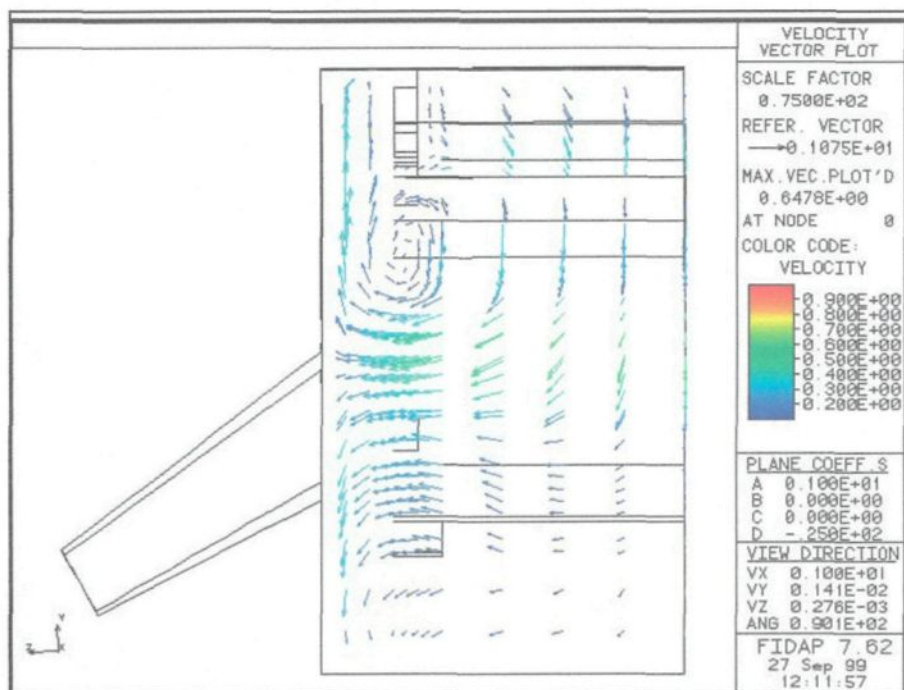 VELOCITY
VECTOR PLOT
SCALE FACTOR
0.7500E+02
REFER. VECTOR
0.1075E+01
MAX.VEC.PLOT'D
0.6478E+00
AT NODE 0
COLOR CODE:
VELOCITY
0.900E+00
0.800E+00
0.700E+00
0.600E+00
0.500E+00
0.400E+00
0.300E+00
0.200E+00
PLANE COEFF.S
A 0.100E+01
B 0.000E+00
C 0.000E+00
D -.250E+02
VIEW DIRECTION
VX 0.100E+01
VY 0.141E-02
VZ 0.276E-03
ANG 0.901E+02
FIDAP 7.62
27 Sep 99
12:11:57
Y
Z X